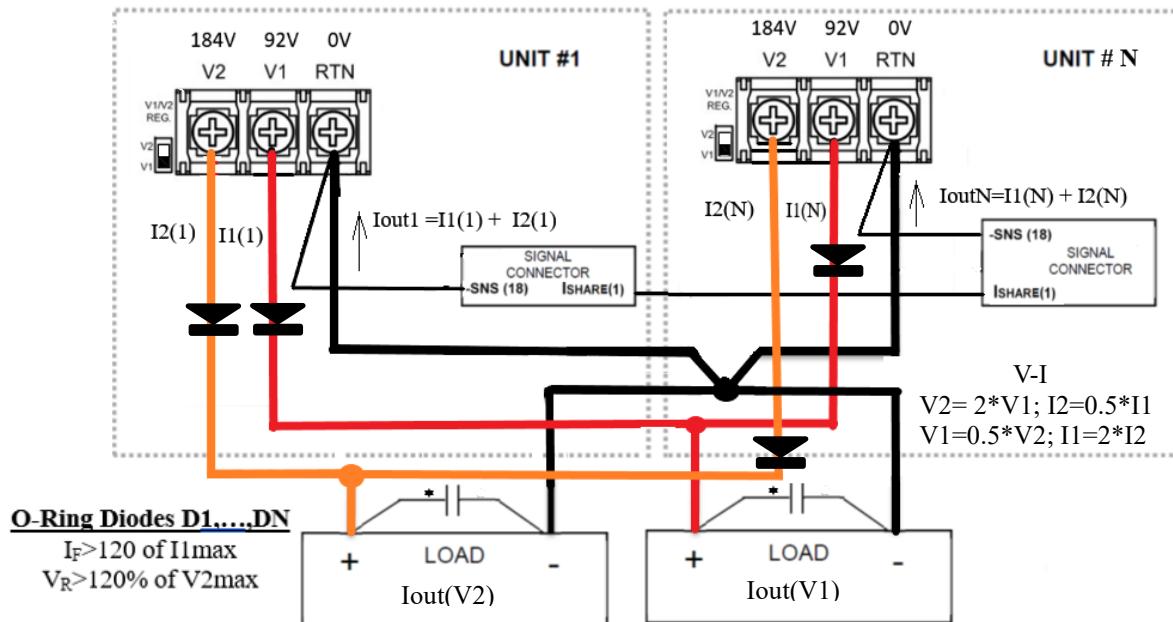 184V 92V 0V
V2 V1 RTN
UNIT #1
V1/V2
REG.
V2
V1
I2(1) I1(1)
Iout1 =I1(1) + I2(1)
SIGNAL
CONNECTOR
-SNS (18) ISHARE(1)
184V 92V 0V
V2 V1 RTN
UNIT # N
V1/V2
REG.
V2
V1
I2(N) I1(N)
IoutN=I1(N) + I2(N)
-SNS (18)
SIGNAL
CONNECTOR
ISHARE(1)
V-I
V2= 2*V1; I2=0.5*I1
V1=0.5*V2; I1=2*I2
O-Ring Diodes D1,...,DN
IF>120 of I1max
VR>120% of V2max
*
+ LOAD -
Iout(V2)
*
+ LOAD -
Iout(V1)